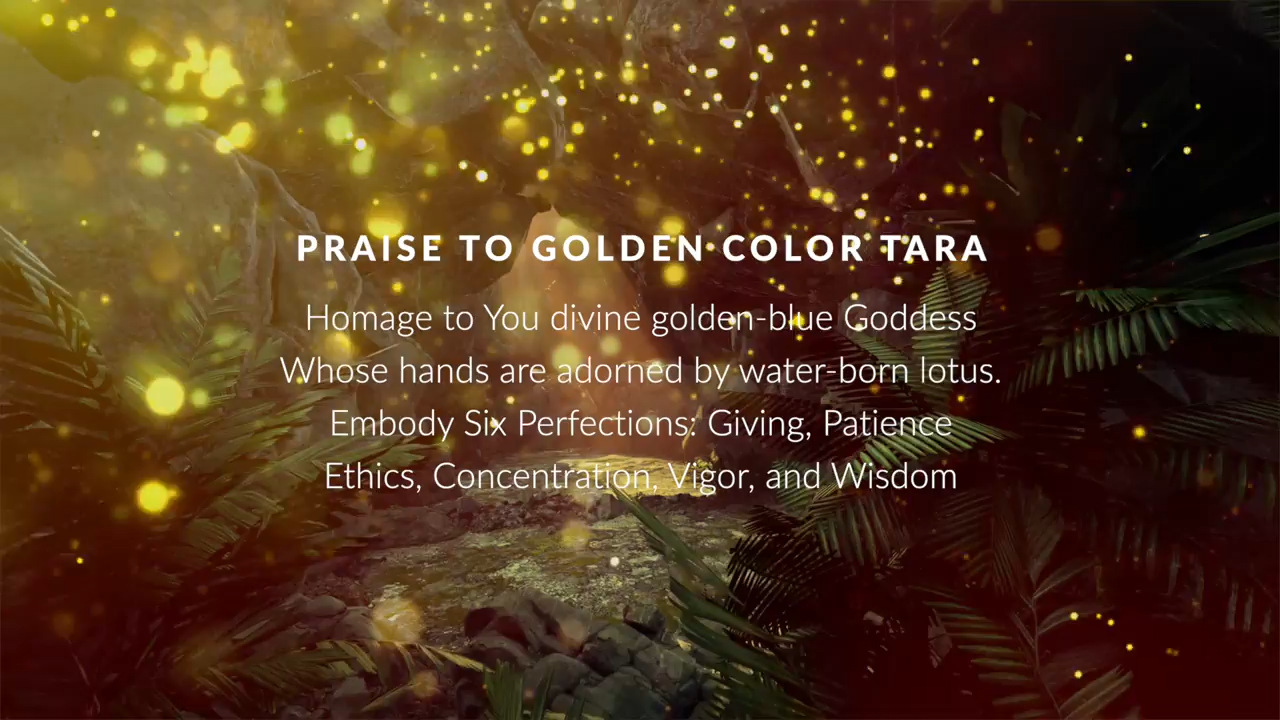 PRAISE TO GOLDEN COLOR TARA
Homage to You divine golden-blue Goddess
Whose hands are adorned by water-born lotus.
Embody Six Perfections: Giving, Patience
Ethics, Concentration, Vigor, and Wisdom